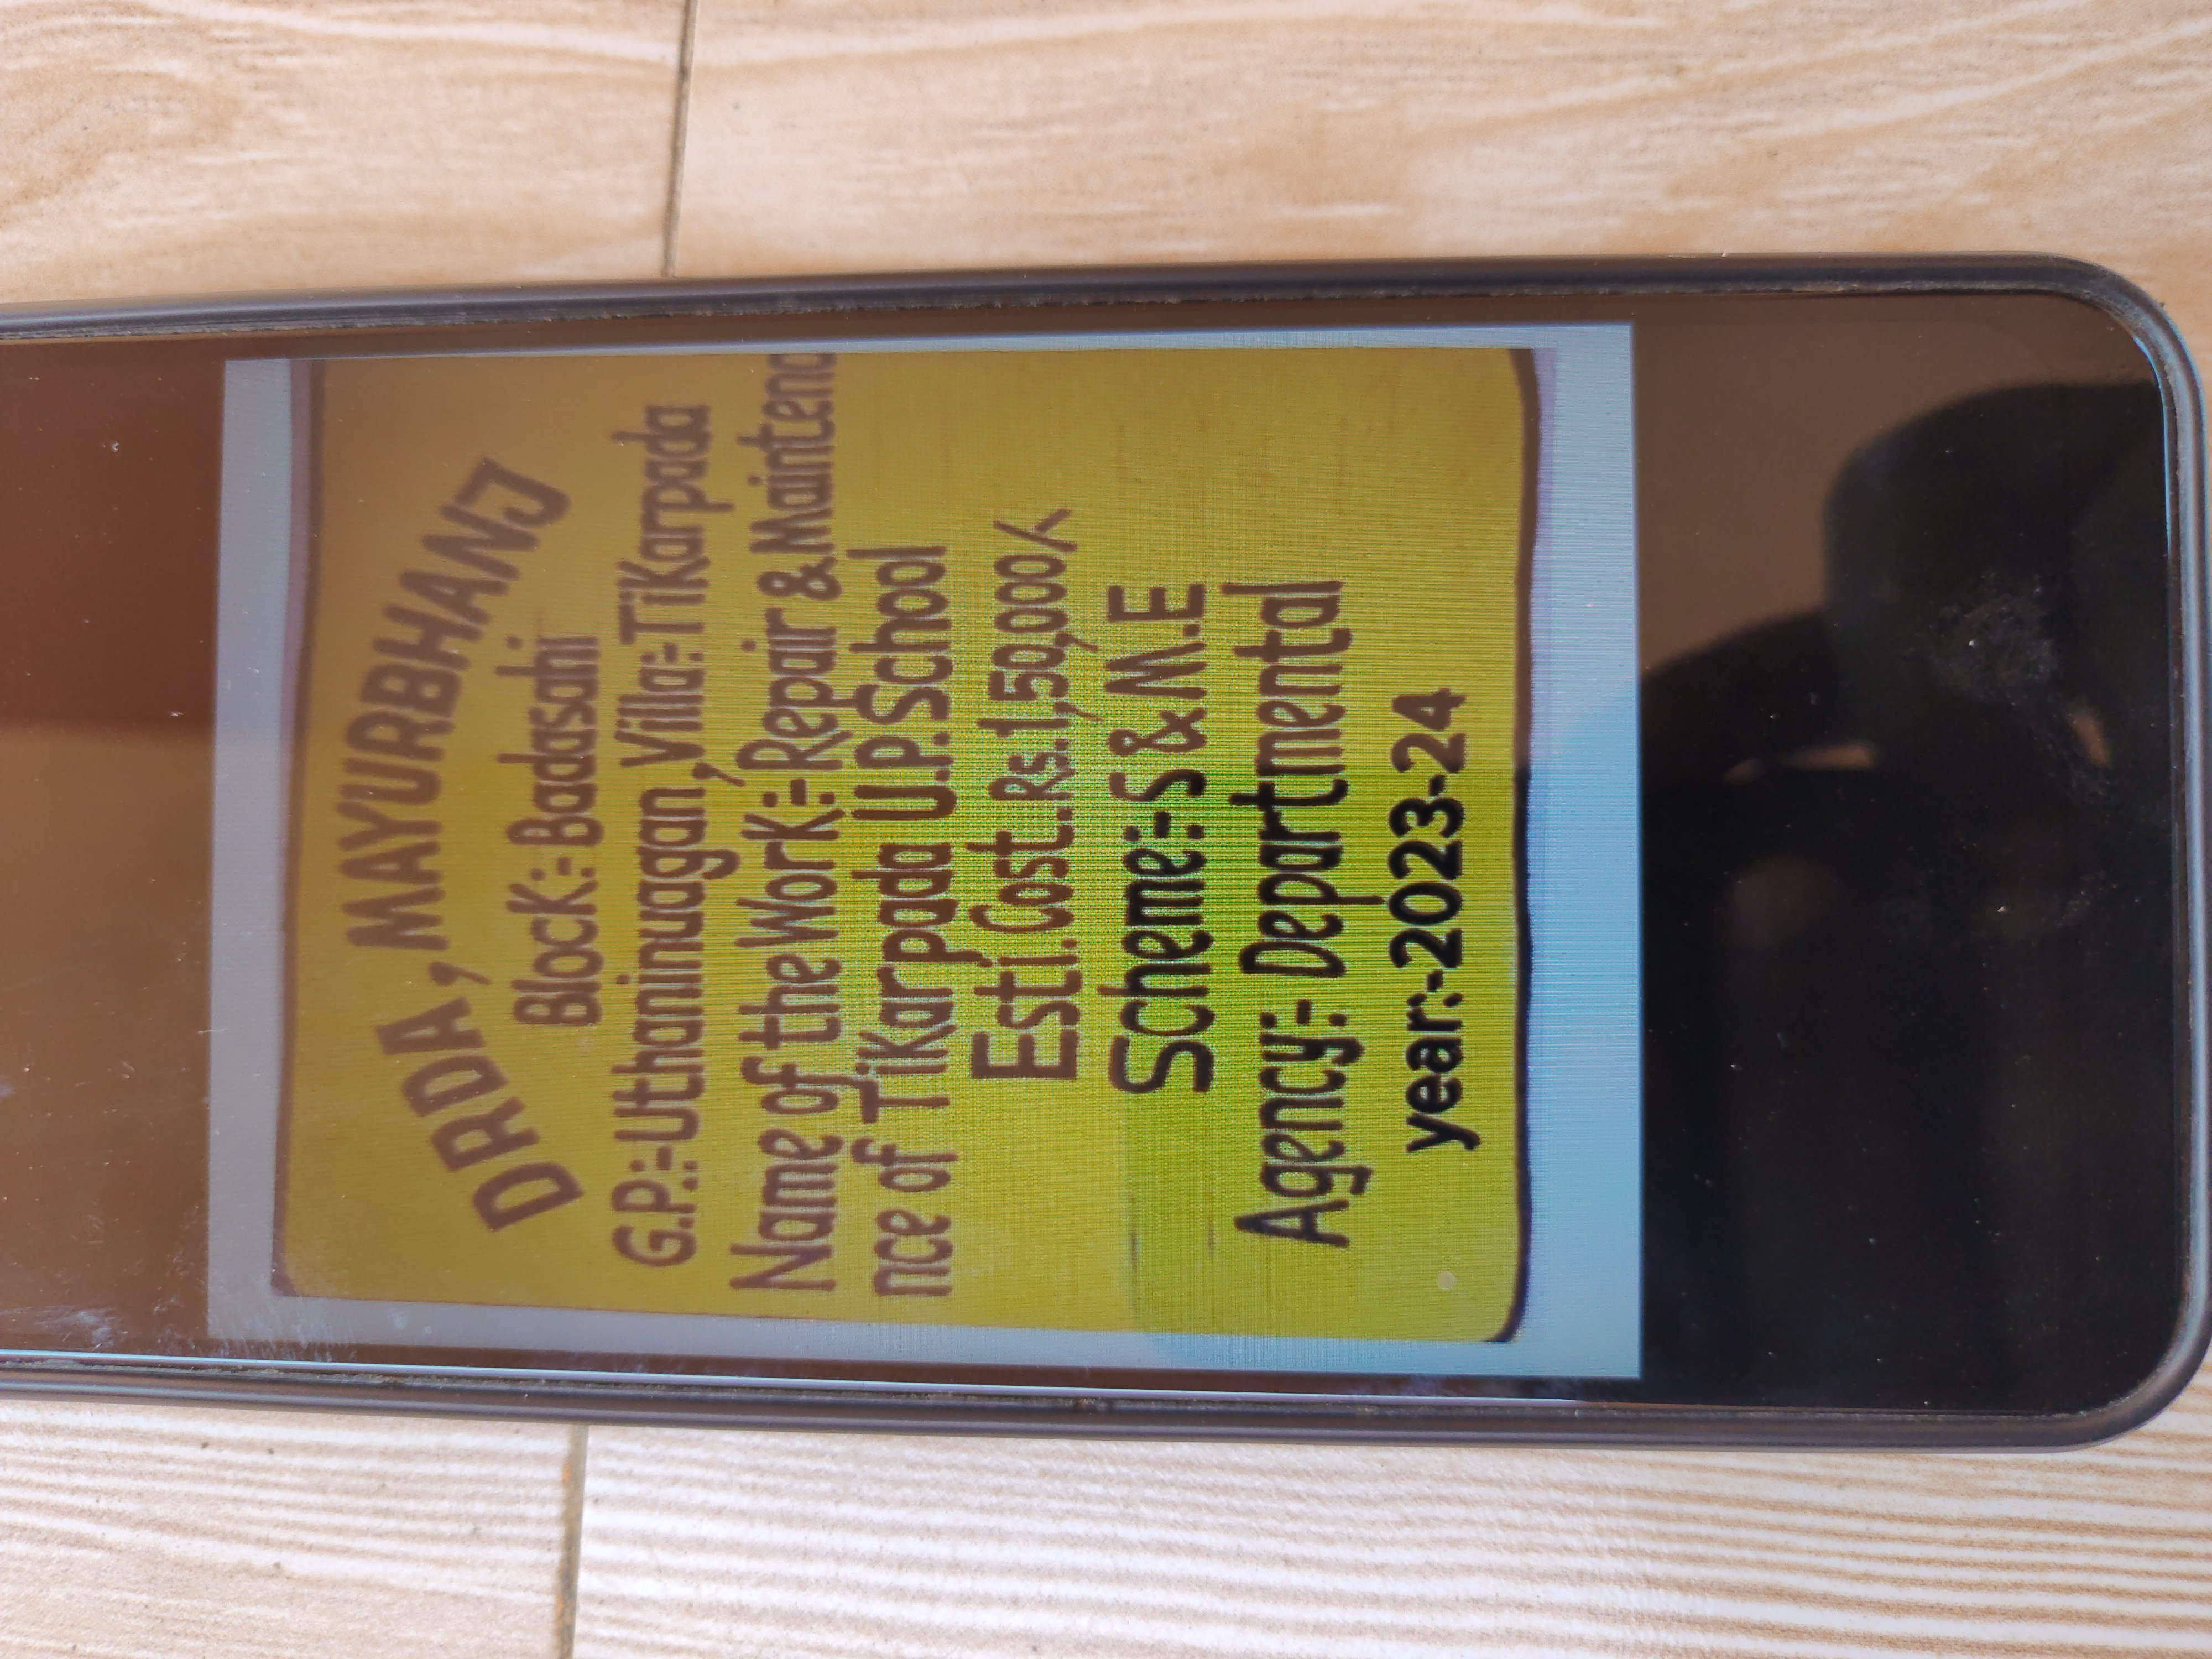 DRDA, MAYURBHANJ
Block:-Badasahi
G.P.:-Uthaninuagan, Villa:-Tikarpada
Name of the Work:-Repair & Maintena
nce of Tikarpada U.P. School
Esti. Cost..Rs.1,50,000/
Scheme:-S & M.E
Agency:-Departmental
year:-2023-24